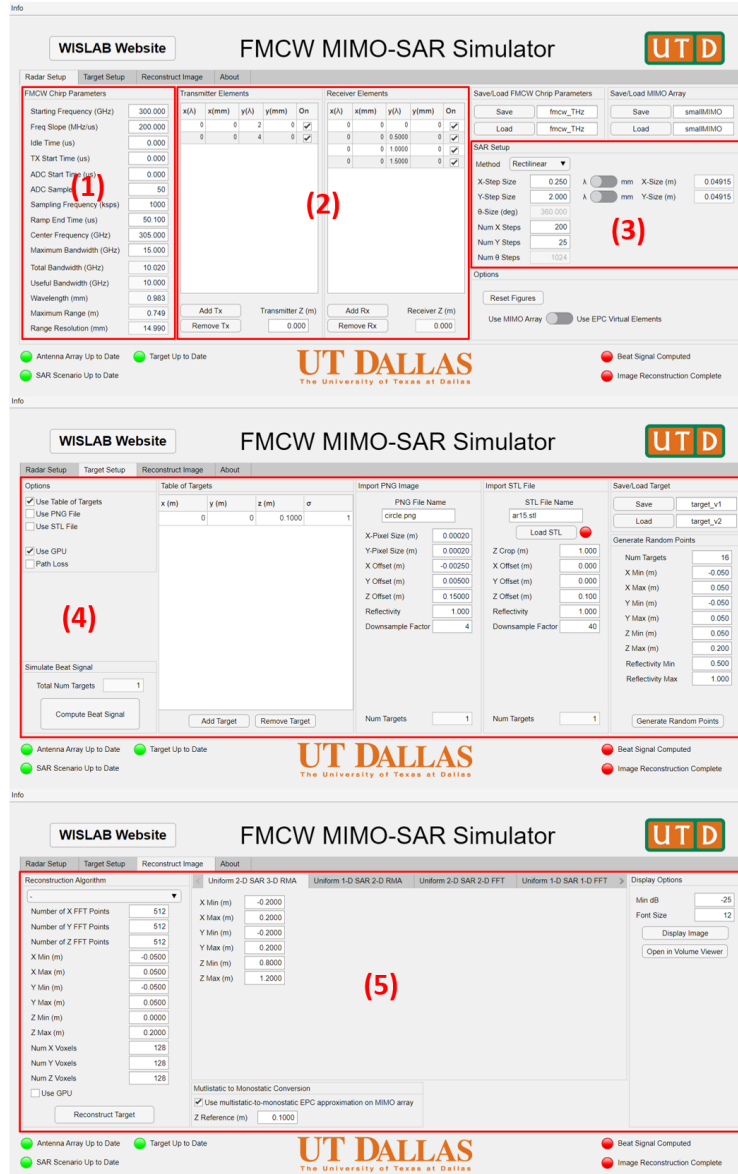 Info
WISLAB Website
FMCW MIMO-SAR Simulator
UTD
Radar Setup Target Setup Reconstruct Image About
FMCW Chirp Parameters
Starting Frequency (GHz) 300.000
Freq Slope (MHz/us) 200.000
Idle Time (us) 0.000
TX Start Time (us) 0.000
ADC Start Time (us) 0.000
ADC Samples 50
Sampling Frequency (ksps) 1000
Ramp End Time (us) 50.100
Center Frequency (GHz) 305.000
Maximum Bandwidth (GHz) 15.000
Total Bandwidth (GHz) 10.020
Useful Bandwidth (GHz) 10.000
Wavelength (mm) 0.983
Maximum Range (m) 0.749
Range Resolution (mm) 14.990
(1)
Transmitter Elements
x(λ) x(mm) y(λ) y(mm) On
0 0 2 0
0 0 4 0
Add Tx
Remove Tx
Transmitter Z (m)
0.000
(2)
Receiver Elements
x(λ) x(mm) y(λ) y(mm) On
0 0 0 0
0 0 0.5000 0
0 0 1.0000 0
0 0 1.5000 0
Add Rx
Remove Rx
Receiver Z (m)
0.000
Save/Load FMCW Chirp Parameters
Save fmcw_THz
Load fmcw_THz
Save/Load MIMO Array
Save smallMIMO
Load smallMIMO
SAR Setup
Method Rectilinear
X-Step Size 0.250 λ mm X-Size (m) 0.04915
Y-Step Size 2.000 λ mm Y-Size (m) 0.04915
θ-Size (deg) 360.000
Num X Steps 200
Num Y Steps 25
Num θ Steps 1024
(3)
Options
Reset Figures
Use MIMO Array Use EPC Virtual Elements
Antenna Array Up to Date Target Up to Date
SAR Scenario Up to Date
UT DALLAS
The University of Texas at Dallas
Beat Signal Computed
Image Reconstruction Complete
Info
WISLAB Website
FMCW MIMO-SAR Simulator
UTD
Radar Setup Target Setup Reconstruct Image About
Options
Use Table of Targets
Use PNG File
Use STL File
Use GPU
Path Loss
(4)
Simulate Beat Signal
Total Num Targets 1
Compute Beat Signal
Table of Targets
x (m) y (m) z (m) σ
0 0 0.1000 1
Add Target Remove Target
Import PNG Image
PNG File Name
circle.png
X-Pixel Size (m) 0.00020
Y-Pixel Size (m) 0.00020
X Offset (m) -0.00250
Y Offset (m) 0.00500
Z Offset (m) 0.15000
Reflectivity 1.000
Downsample Factor 4
Num Targets 1
Import STL File
STL File Name
ar15.stl
Load STL
Z Crop (m) 1.000
X Offset (m) 0.000
Y Offset (m) 0.000
Z Offset (m) 0.100
Reflectivity 1.000
Downsample Factor 40
Num Targets 1
Save/Load Target
Save target_v1
Load target_v2
Generate Random Points
Num Targets 16
X Min (m) -0.050
X Max (m) 0.050
Y Min (m) -0.050
Y Max (m) 0.050
Z Min (m) 0.050
Z Max (m) 0.200
Reflectivity Min 0.500
Reflectivity Max 1.000
Generate Random Points
Antenna Array Up to Date Target Up to Date
SAR Scenario Up to Date
UT DALLAS
The University of Texas at Dallas
Beat Signal Computed
Image Reconstruction Complete
Info
WISLAB Website
FMCW MIMO-SAR Simulator
UTD
Radar Setup Target Setup Reconstruct Image About
Reconstruction Algorithm
-
Number of X FFT Points 512
Number of Y FFT Points 512
Number of Z FFT Points 512
X Min (m) -0.0500
X Max (m) 0.0500
Y Min (m) -0.0500
Y Max (m) 0.0500
Z Min (m) 0.0000
Z Max (m) 0.2000
Num X Voxels 128
Num Y Voxels 128
Num Z Voxels 128
Use GPU
Reconstruct Target
Uniform 2-D SAR 3-D RMA Uniform 1-D SAR 2-D RMA Uniform 2-D SAR 2-D FFT Uniform 1-D SAR 1-D FFT
X Min (m) -0.2000
X Max (m) 0.2000
Y Min (m) -0.2000
Y Max (m) 0.2000
Z Min (m) 0.8000
Z Max (m) 1.2000
(5)
Mutlistatic to Monostatic Conversion
Use multistatic-to-monostatic EPC approximation on MIMO array
Z Reference (m) 0.1000
Display Options
Min dB -25
Font Size 12
Display Image
Open in Volume Viewer
Antenna Array Up to Date Target Up to Date
SAR Scenario Up to Date
UT DALLAS
The University of Texas at Dallas
Beat Signal Computed
Image Reconstruction Complete